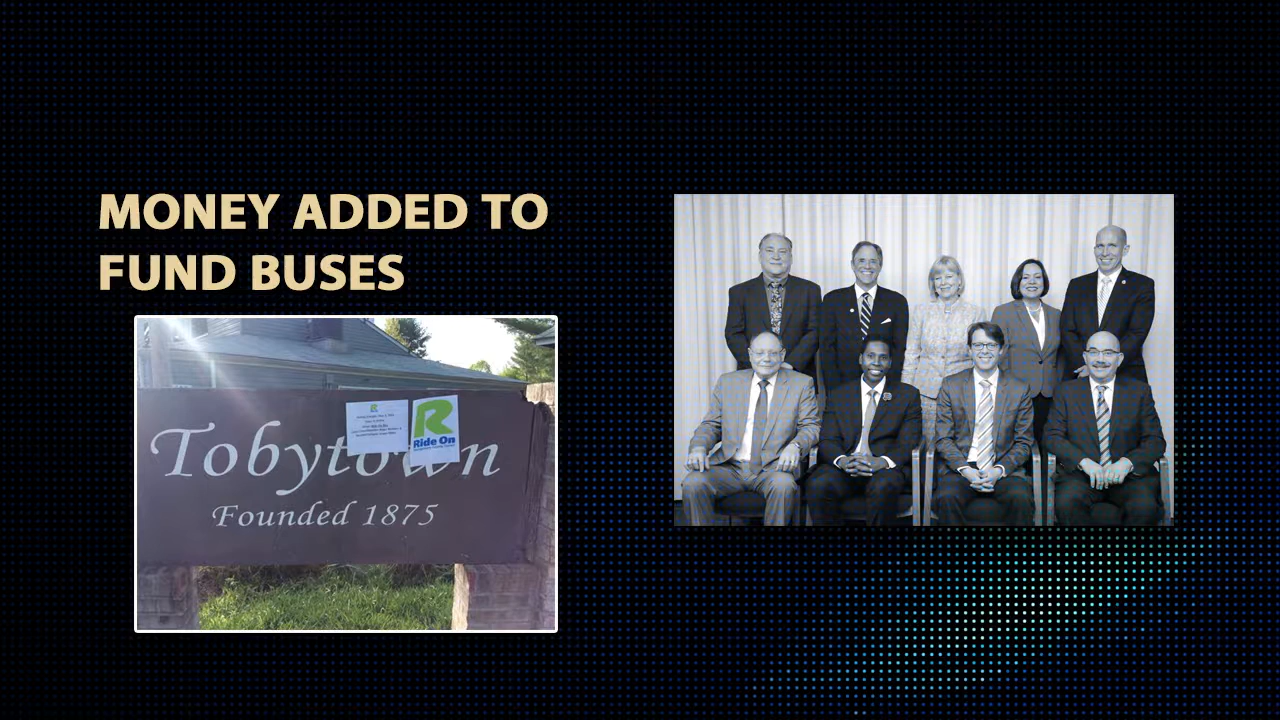 MONEY ADDED TO
FUND BUSES
Tobytown
Founded 1875
R
Ride On